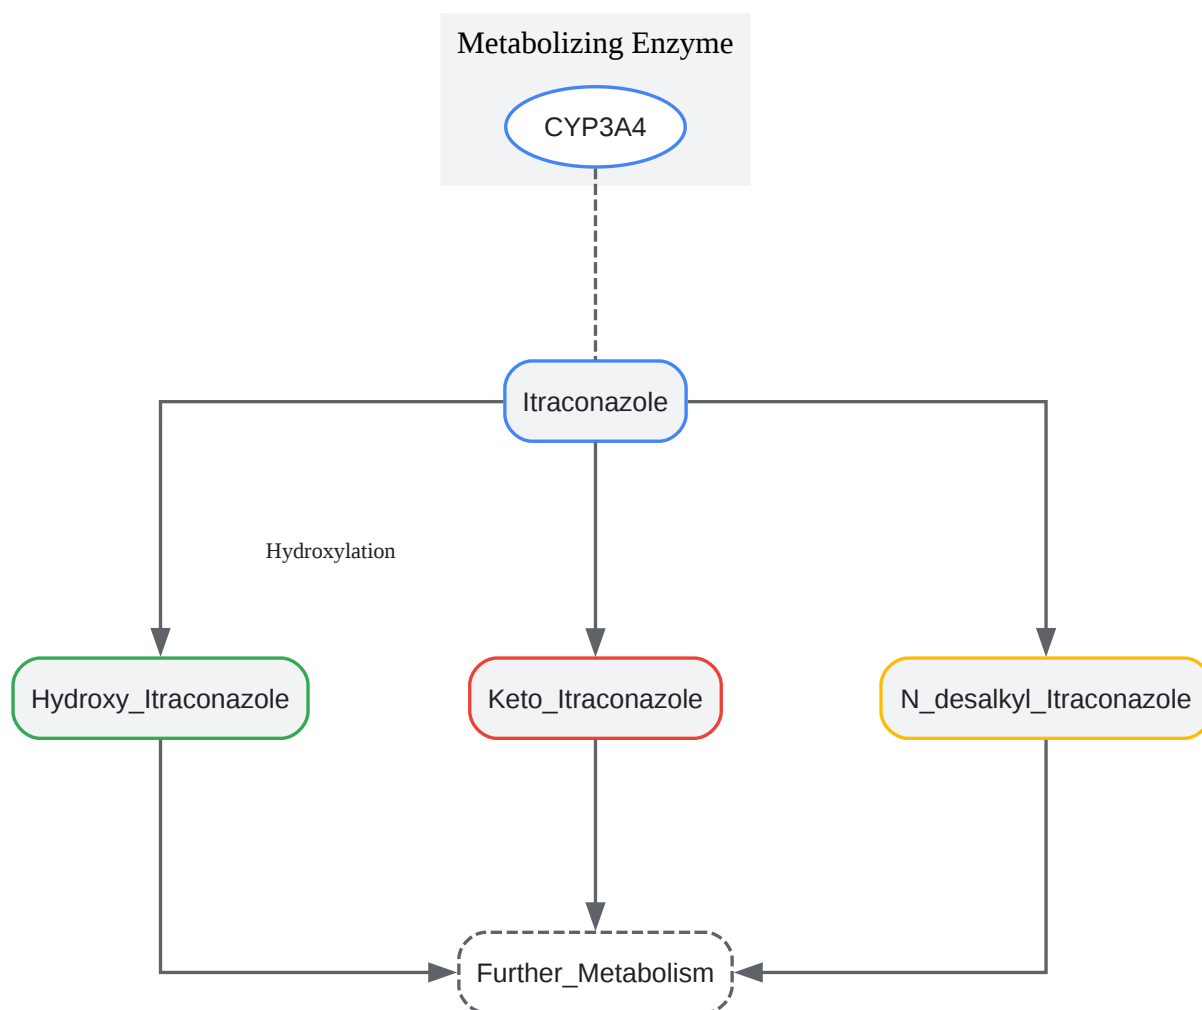 Metabolizing Enzyme
CYP3A4
Itraconazole
Hydroxylation
Hydroxy_Itraconazole
Keto_Itraconazole
N_desalkyl_Itraconazole
Further_Metabolism